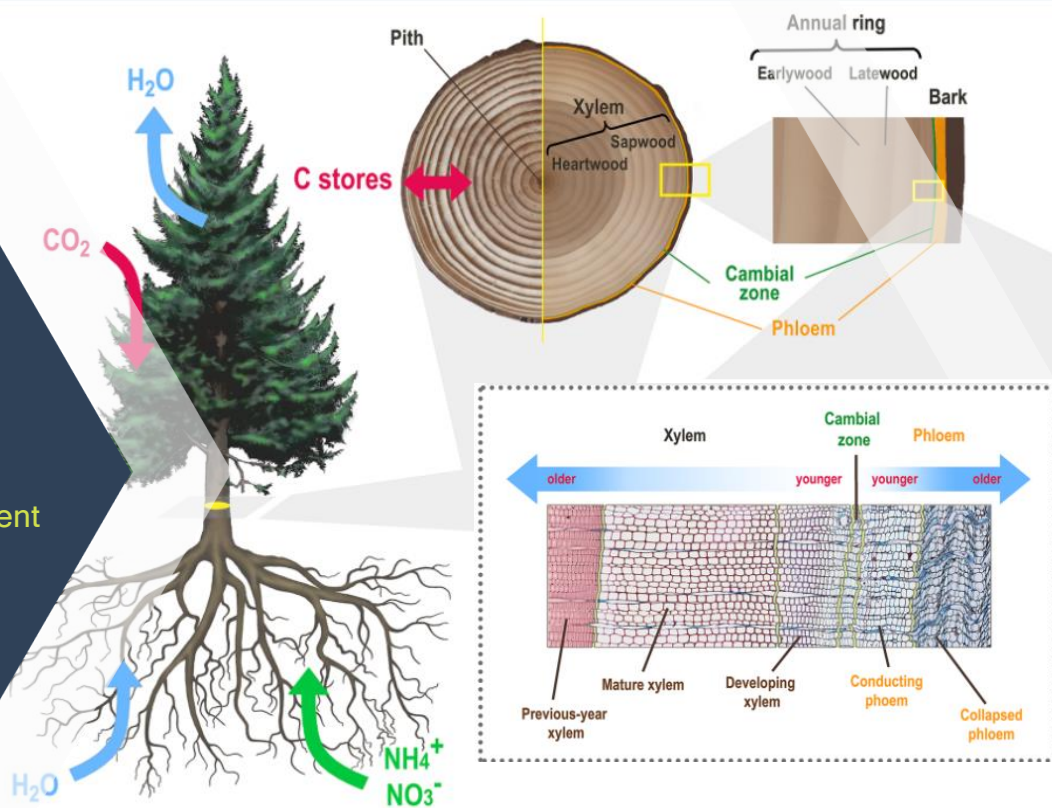 H₂O
CO₂
ent
H₂O
NH₄⁺
NO₃⁻
Pith
C stores
Xylem
Sapwood
Heartwood
Annual ring
Earlywood Latewood
Bark
Cambial
zone
Phloem
Xylem
Cambial
zone
Phloem
older younger younger older
Previous-year
xylem
Mature xylem
Developing
xylem
Conducting
phoem
Collapsed
phloem